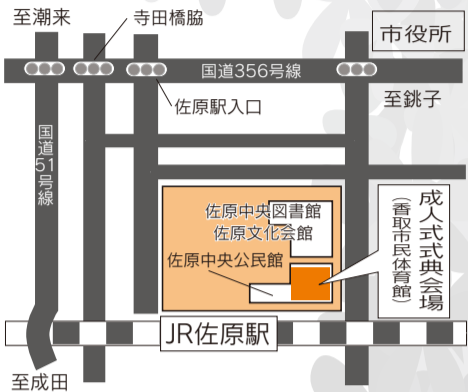 至潮来
寺田橋脇
市役所
国道356号線
佐原駅入口
至銚子
国道51号線
佐原中央図書館
佐原文化会館
佐原中央公民館
成人式式典会場
（香取市民体育館）
JR佐原駅
至成田